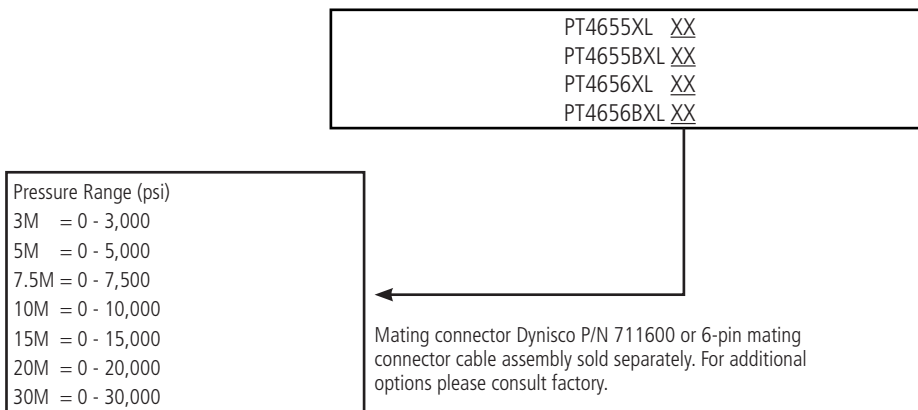 PT4655XL XX
PT4655BXL XX
PT4656XL XX
PT4656BXL XX
Pressure Range (psi)
3M = 0 - 3,000
5M = 0 - 5,000
7.5M = 0 - 7,500
10M = 0 - 10,000
15M = 0 - 15,000
20M = 0 - 20,000
30M = 0 - 30,000
Mating connector Dynisco P/N 711600 or 6-pin mating
connector cable assembly sold separately. For additional
options please consult factory.